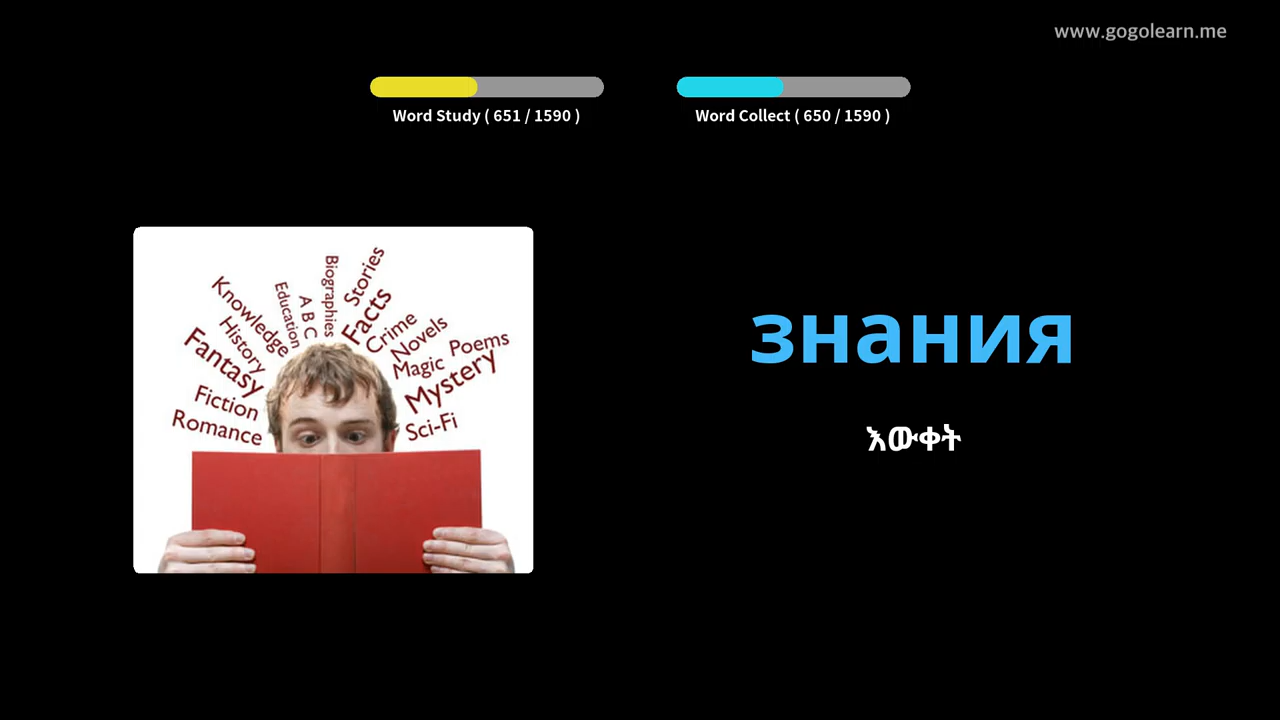 www.gogolearn.me
Word Study ( 651 / 1590 )
Word Collect ( 650 / 1590 )
Biographies
Stories
Education
A B C
Facts
Knowledge
Crime
History
Novels
Fantasy
Magic
Poems
Mystery
Fiction
Romance
Sci-Fi
знания
እውቀት